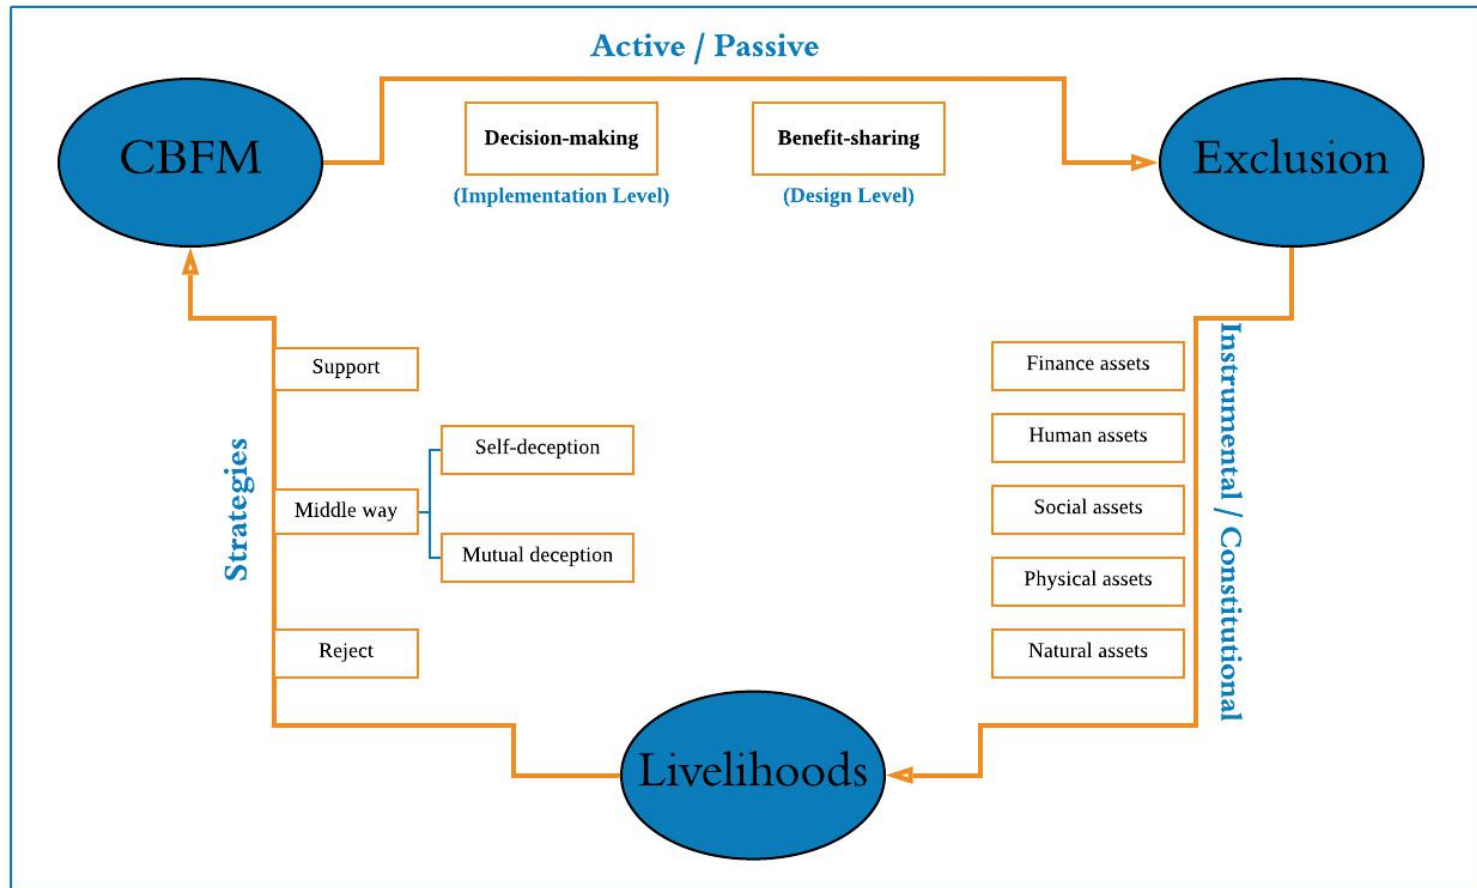 Active / Passive
CBFM
Decision-making
Benefit-sharing
Exclusion
(Implementation Level)
(Design Level)
Support
Self-deception
Middle way
Mutual deception
Reject
Strategies
Finance assets
Human assets
Social assets
Physical assets
Natural assets
Instrumental / Constitutional
Livelihoods